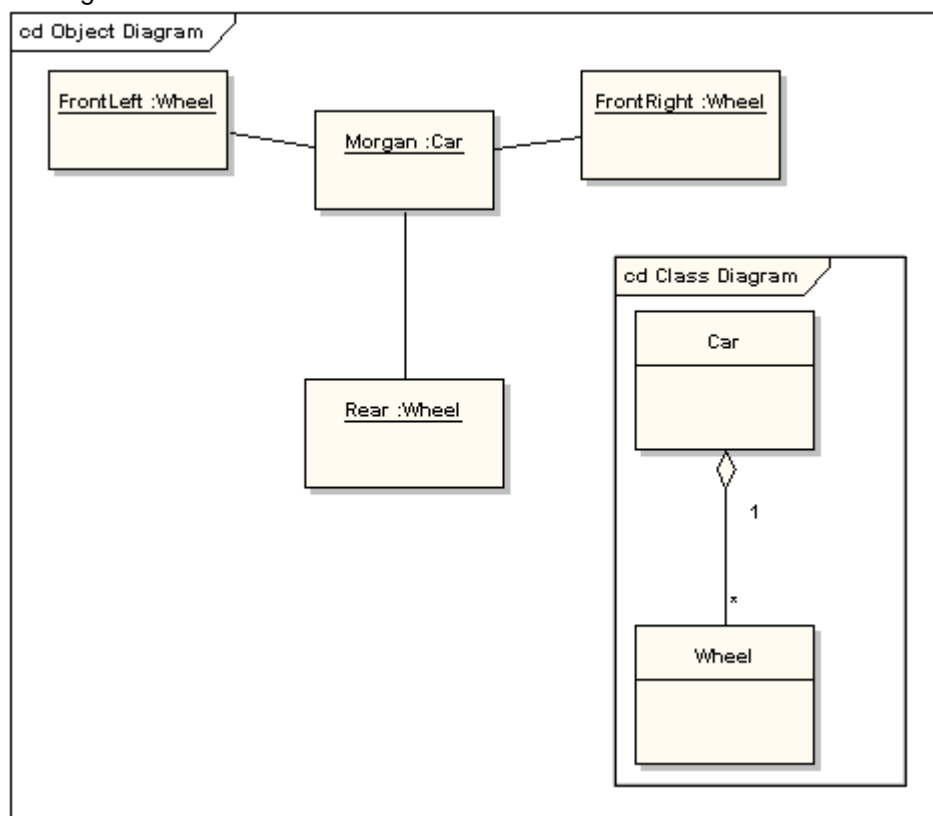 cd Object Diagram
FrontLeft :Wheel
FrontRight :Wheel
Morgan :Car
Rear :Wheel
cd Class Diagram
Car
1
*
Wheel